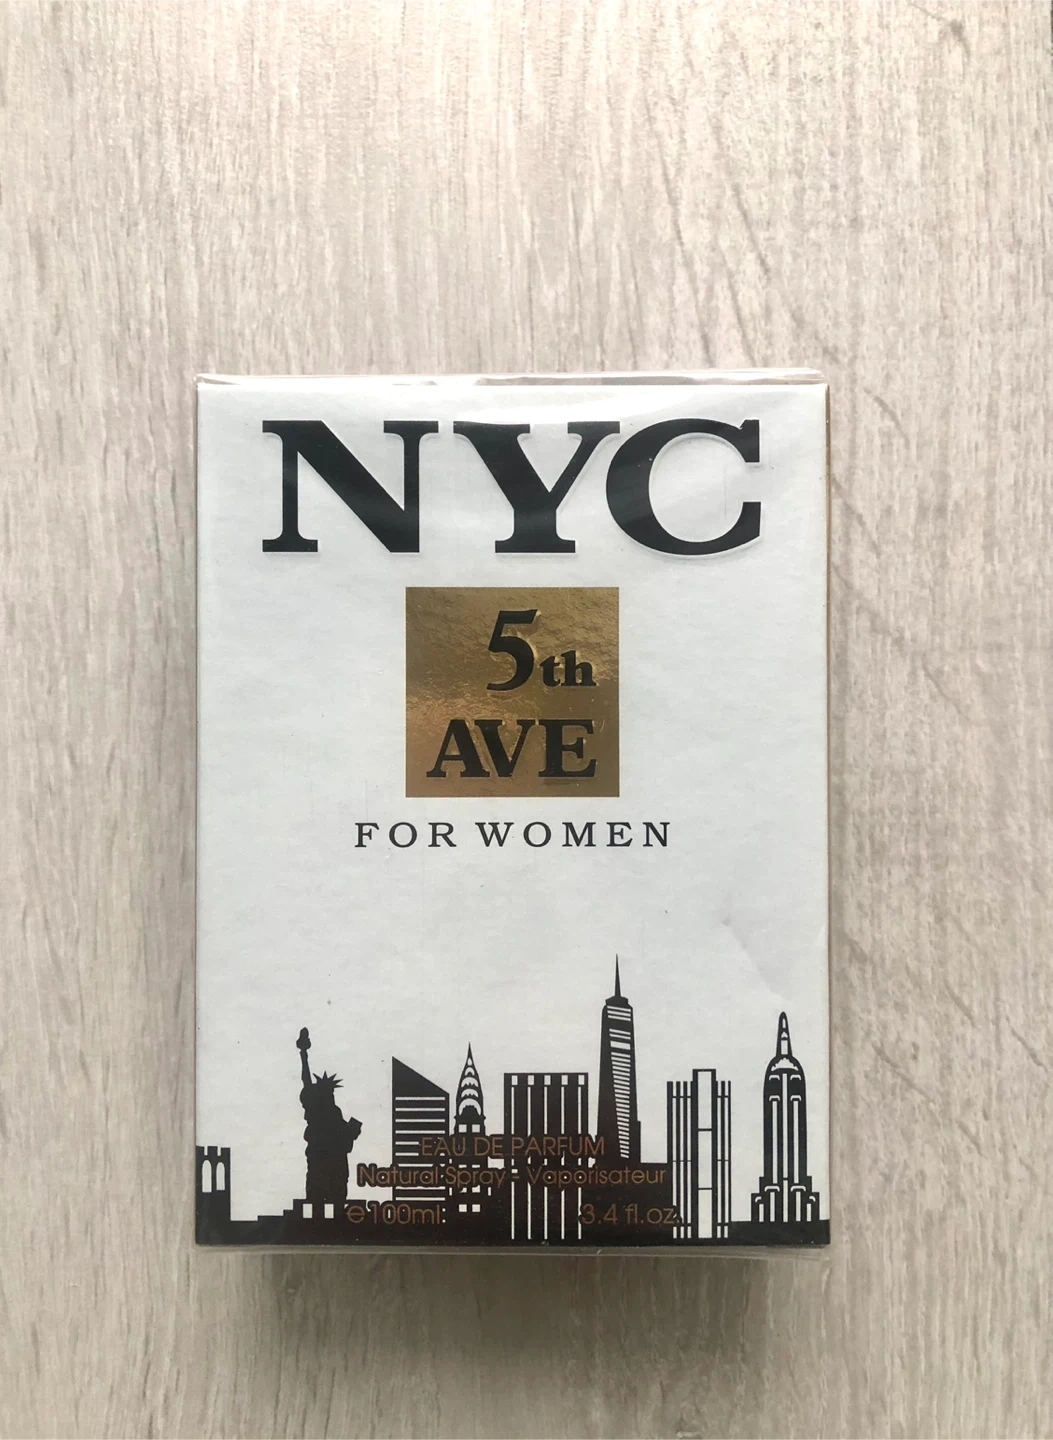 NYC
5th
AVE
FOR WOMEN
EAU DE PARFUM
Natural Spray - Vaporisateur
℮100ml. 3.4 fl.oz.